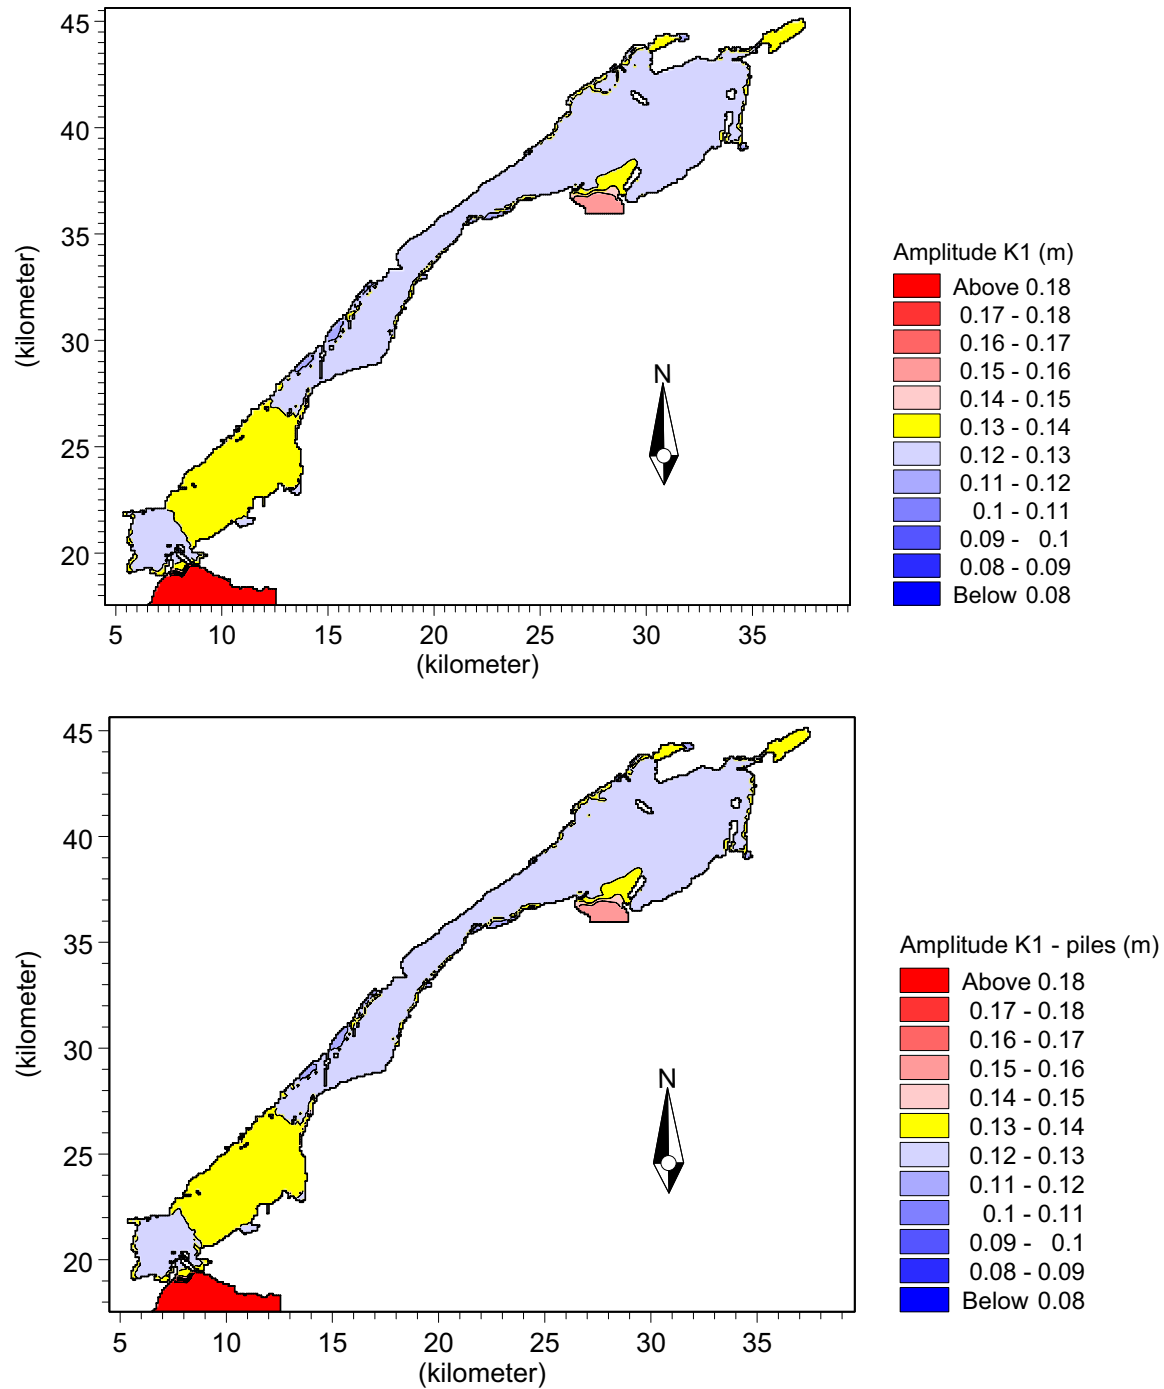 45
40
35
30
25
20
(kilometer)
5 10 15 20 25 30 35
(kilometer)
N
Amplitude K1 (m)
Above 0.18
0.17 - 0.18
0.16 - 0.17
0.15 - 0.16
0.14 - 0.15
0.13 - 0.14
0.12 - 0.13
0.11 - 0.12
0.1 - 0.11
0.09 - 0.1
0.08 - 0.09
Below 0.08
45
40
35
30
25
20
(kilometer)
5 10 15 20 25 30 35
(kilometer)
N
Amplitude K1 - piles (m)
Above 0.18
0.17 - 0.18
0.16 - 0.17
0.15 - 0.16
0.14 - 0.15
0.13 - 0.14
0.12 - 0.13
0.11 - 0.12
0.1 - 0.11
0.09 - 0.1
0.08 - 0.09
Below 0.08